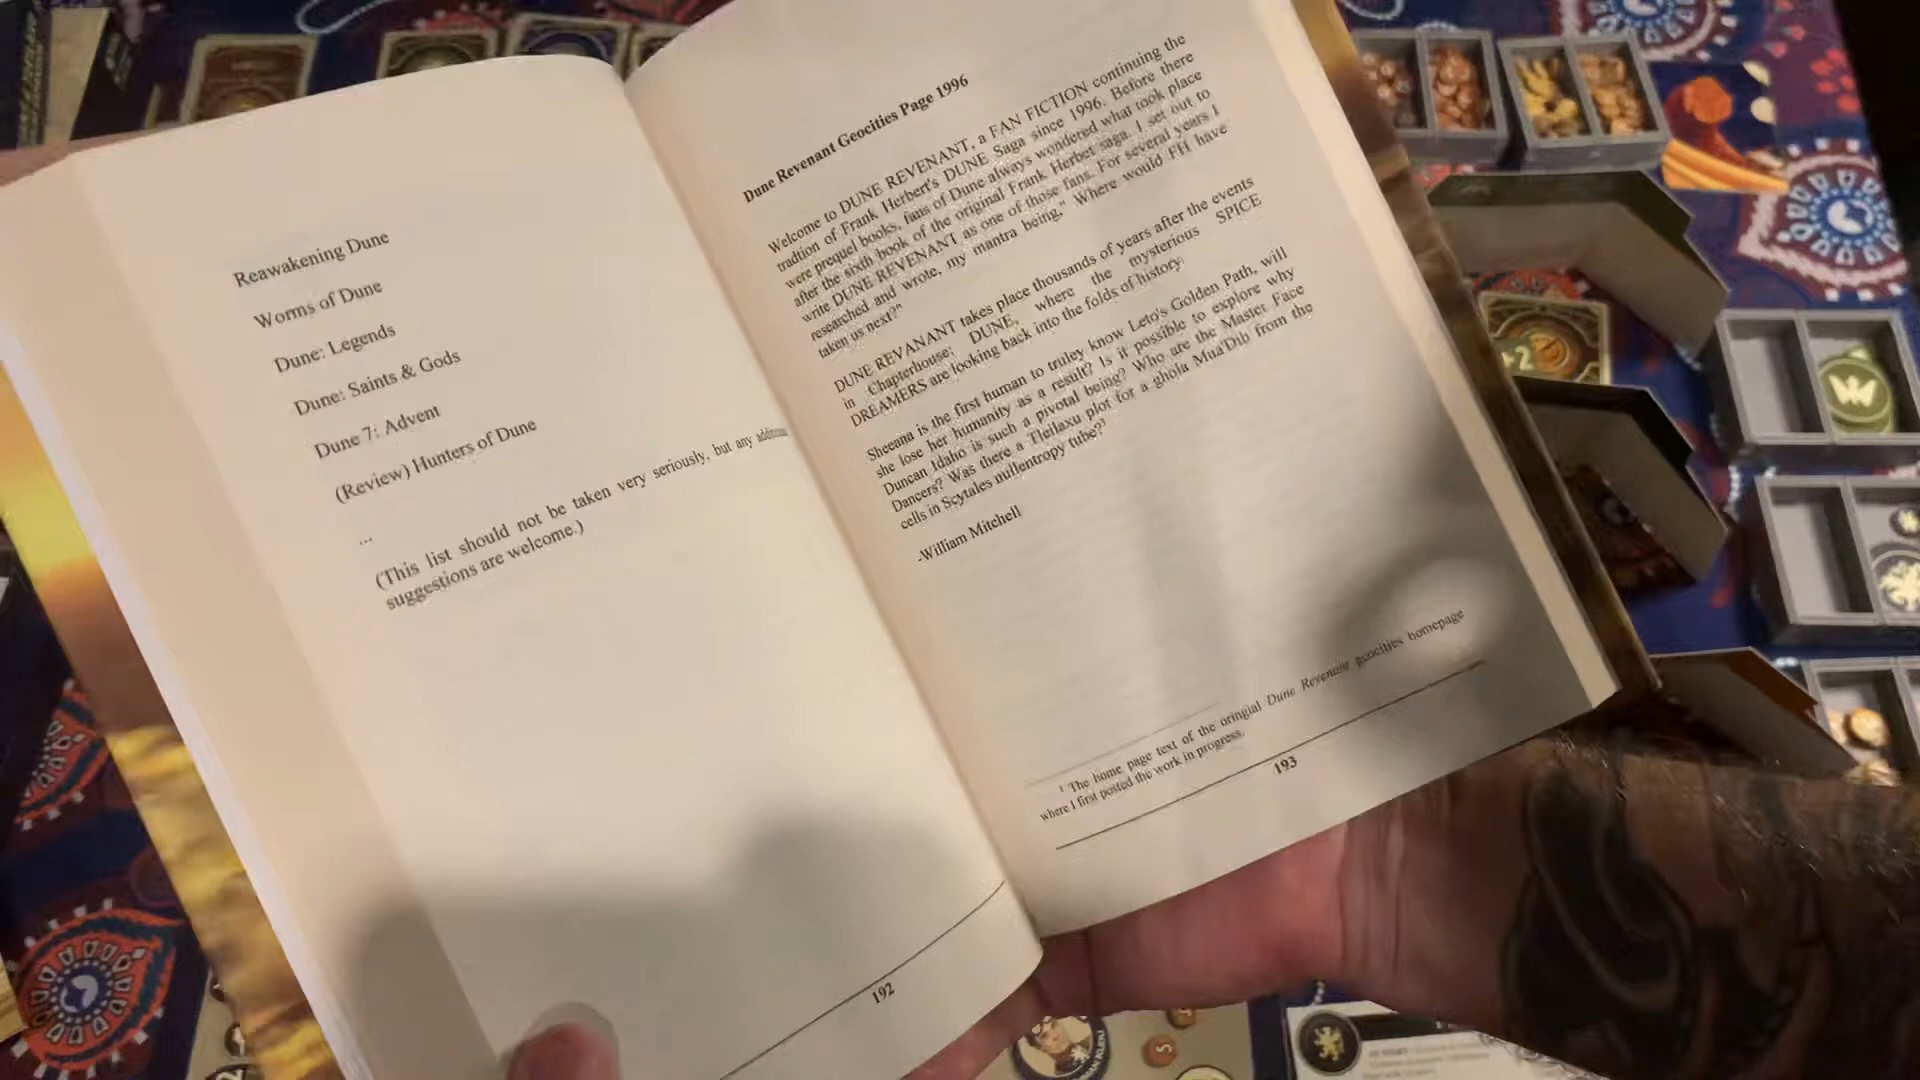 Reawakening Dune
Worms of Dune
Dune: Legends
Dune: Saints & Gods
Dune 7: Advent
(Review) Hunters of Dune
...
(This list should not be taken very seriously, but any
suggestions are welcome.)
192
Dune Revenant Geocities Page 1996
Welcome to DUNE REVENANT, a FAN FICTION continuing the
tradtion of Frank Herbert's DUNE Saga since 1996. Before there
were prequel books, fans of Dune always wondered what took place
after the sixth book of the original Frank Herbet saga. I set out to
write DUNE REVENANT as one of those fans. For several years I
researched and wrote, my mantra being," Where would FH have
taken us next?"
DUNE REVANANT takes place thousands of years after the events
in Chapterhouse: DUNE, where the mysterious SPICE
DREAMERS are looking back into the folds of history.
Sheeana is the first human to truley know Leto's Golden Path, will
she lose her humanity as a result? Is it possible to explore why
Duncan Idaho is such a pivotal being? Who are the Master Face
Dancers? Was there a Tleilaxu plot for a ghola Mua'Dib from the
cells in Scytales nullentropy tube?
-William Mitchell
The home page text of the oringial Dune Revenant geocities homepage
where I first posted the work in progress.
193
+2